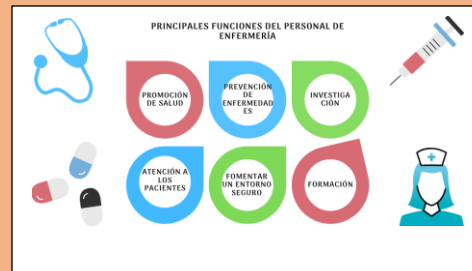 PRINCIPALES FUNCIONES DEL PERSONAL DE
ENFERMERÍA
PROMOCIÓN
DE SALUD
PREVENCIÓN
DE
ENFERMEDAD
ES
INVESTIGA
CIÓN
ATENCIÓN A
LOS
PACIENTES
FOMENTAR
UN ENTORNO
SEGURO
FORMACIÓN